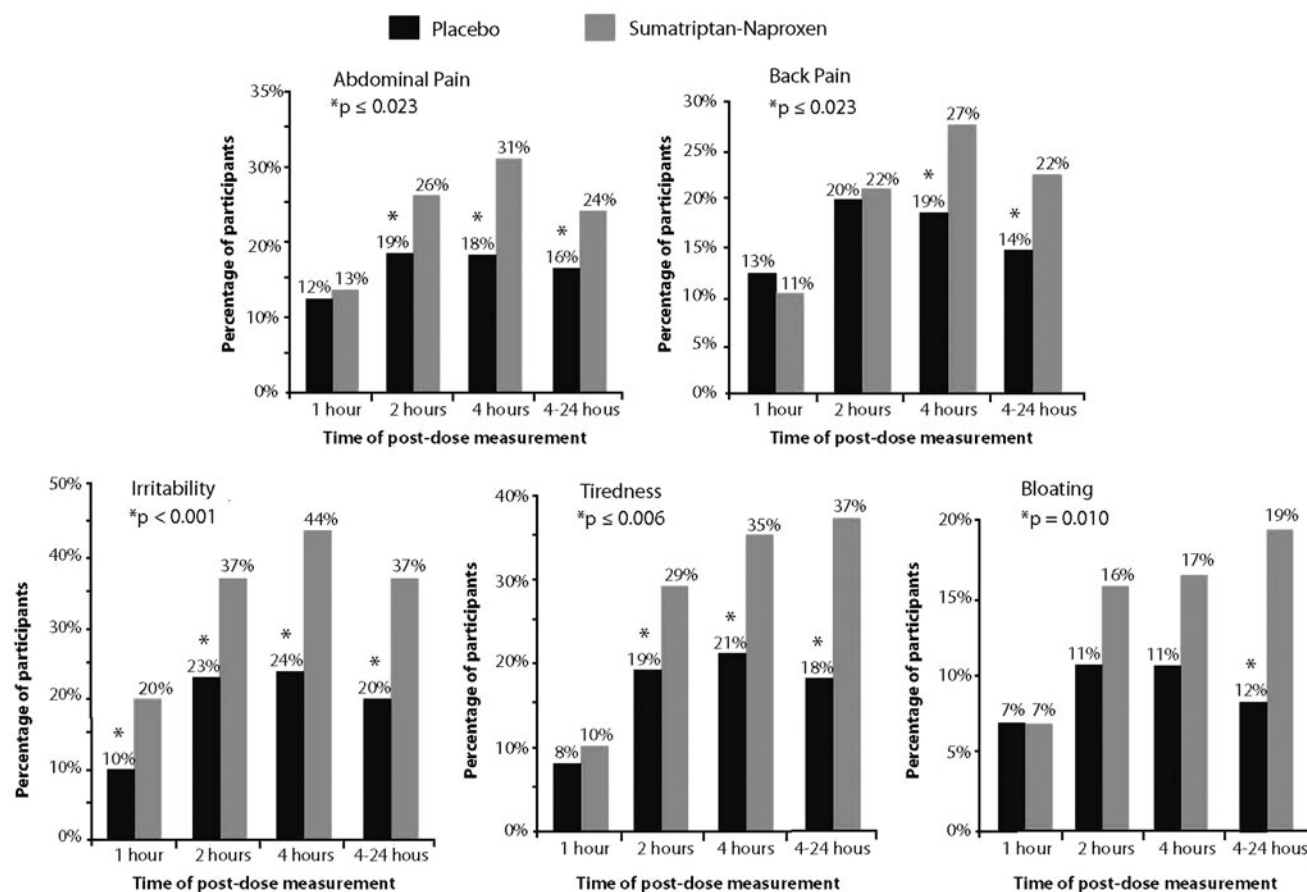 Placebo Sumatriptan-Naproxen
Abdominal Pain
*p ≤ 0.023
Percentage of participants
35%
30%
20%
10%
0%
12% 13%
* 19% 26%
* 18% 31%
* 16% 24%
1 hour 2 hours 4 hours 4-24 hous
Time of post-dose measurement
Back Pain
*p ≤ 0.023
Percentage of participants
30%
25%
20%
15%
10%
5%
0%
13% 11%
20% 22%
* 19% 27%
* 14% 22%
1 hour 2 hours 4 hours 4-24 hous
Time of post-dose measurement
Irritability
*p < 0.001
Percentage of participants
50%
40%
30%
20%
10%
0%
* 10% 20%
* 23% 37%
* 24% 44%
* 20% 37%
1 hour 2 hours 4 hours 4-24 hous
Time of post-dose measurement
Tiredness
*p ≤ 0.006
Percentage of participants
40%
30%
20%
10%
0%
8% 10%
* 19% 29%
* 21% 35%
* 18% 37%
1 hour 2 hours 4 hours 4-24 hous
Time of post-dose measurement
Bloating
*p = 0.010
Percentage of participants
20%
15%
10%
5%
0%
7% 7%
11% 16%
11% 17%
* 12% 19%
1 hour 2 hours 4 hours 4-24 hous
Time of post-dose measurement